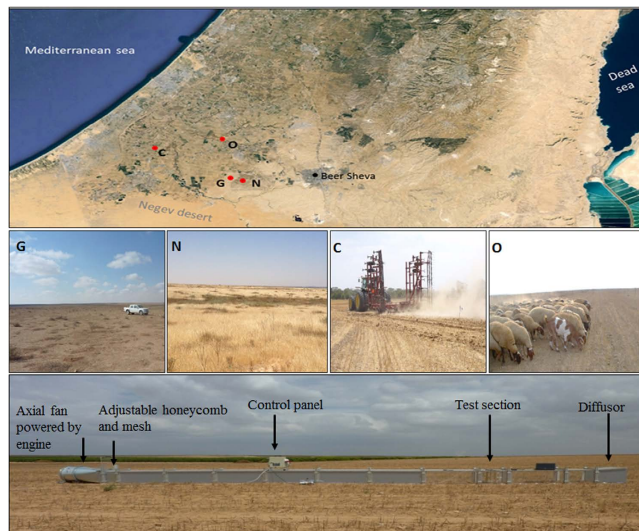 Mediterranean sea
Dead
sea
O
C
G
N
Beer Sheva
Negev desert
G
N
C
O
Axial fan
powered by
engine
Adjustable honeycomb
and mesh
Control panel
Test section
Diffusor